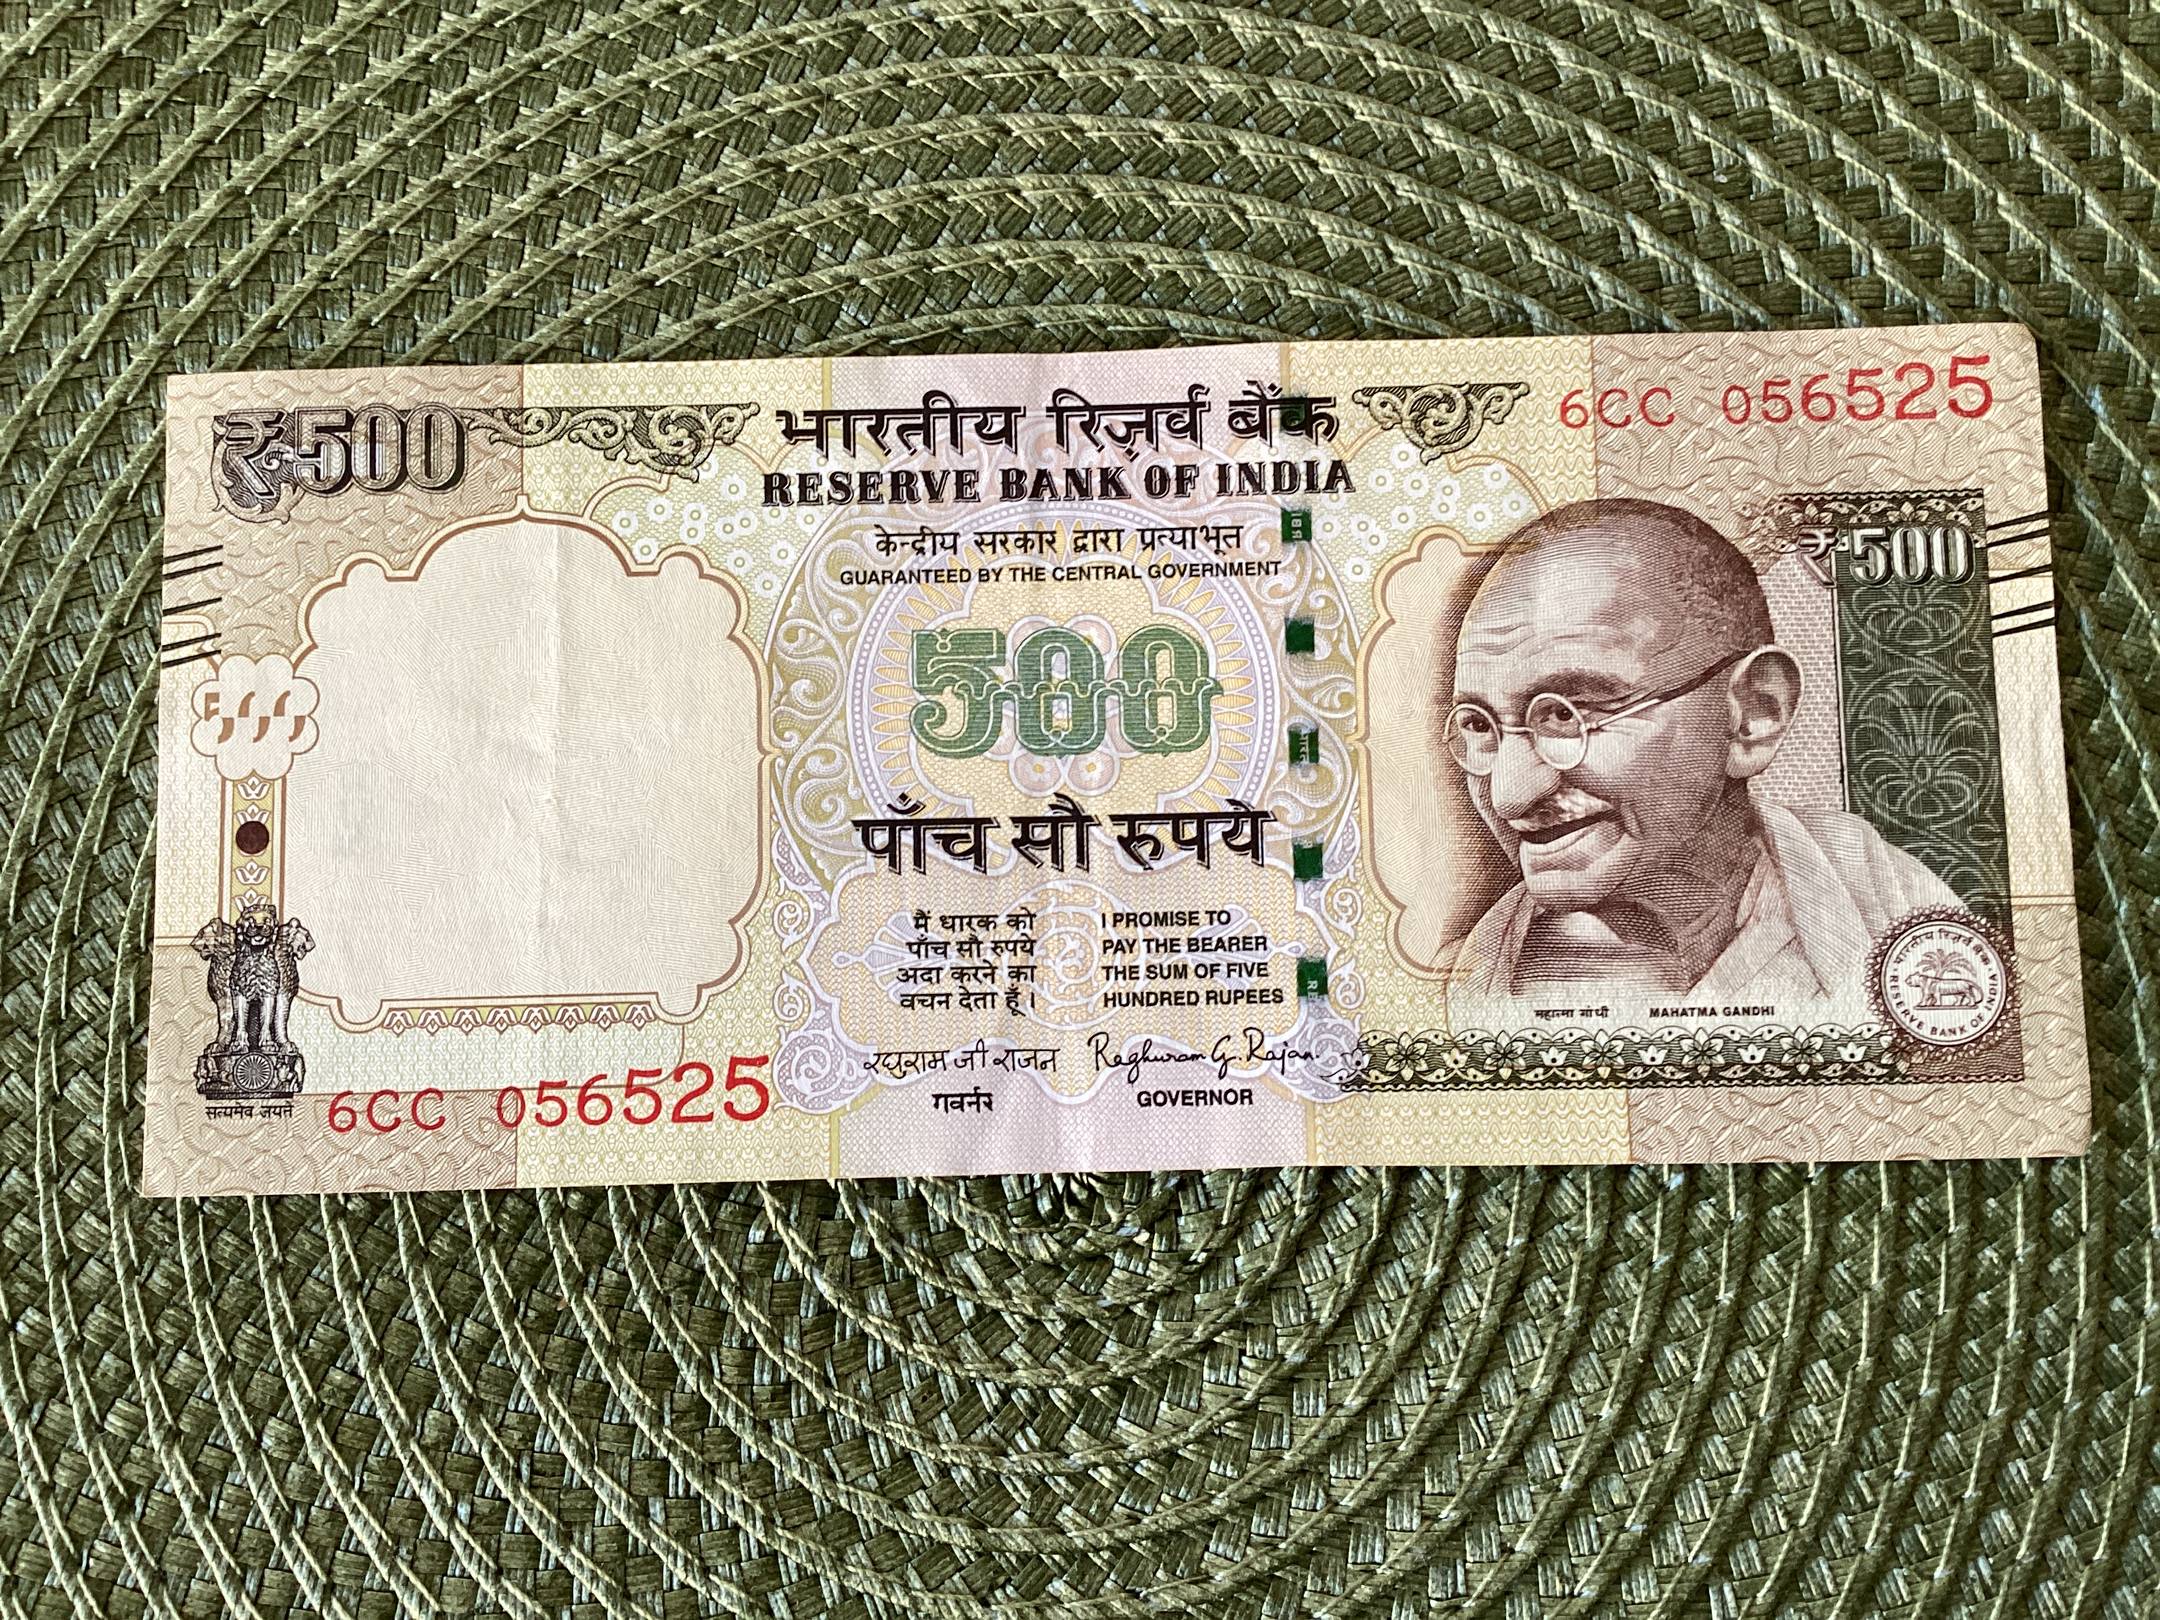 ₹500
भारतीय रिज़र्व बैंक
RESERVE BANK OF INDIA
6CC 056525
केन्द्रीय सरकार द्वारा प्रत्याभूत
GUARANTEED BY THE CENTRAL GOVERNMENT
₹500
500
पाँच सौ रुपये
मैं धारक को
पाँच सौ रुपये
अदा करने का
वचन देता हूँ।
I PROMISE TO
PAY THE BEARER
THE SUM OF FIVE
HUNDRED RUPEES
रघुराम जी राजन
Raghuram G. Rajan.
गवर्नर
GOVERNOR
महात्मा गांधी
MAHATMA GANDHI
भारतीय रिज़र्व बैंक
RESERVE BANK OF INDIA
सत्यमेव जयते
6CC 056525